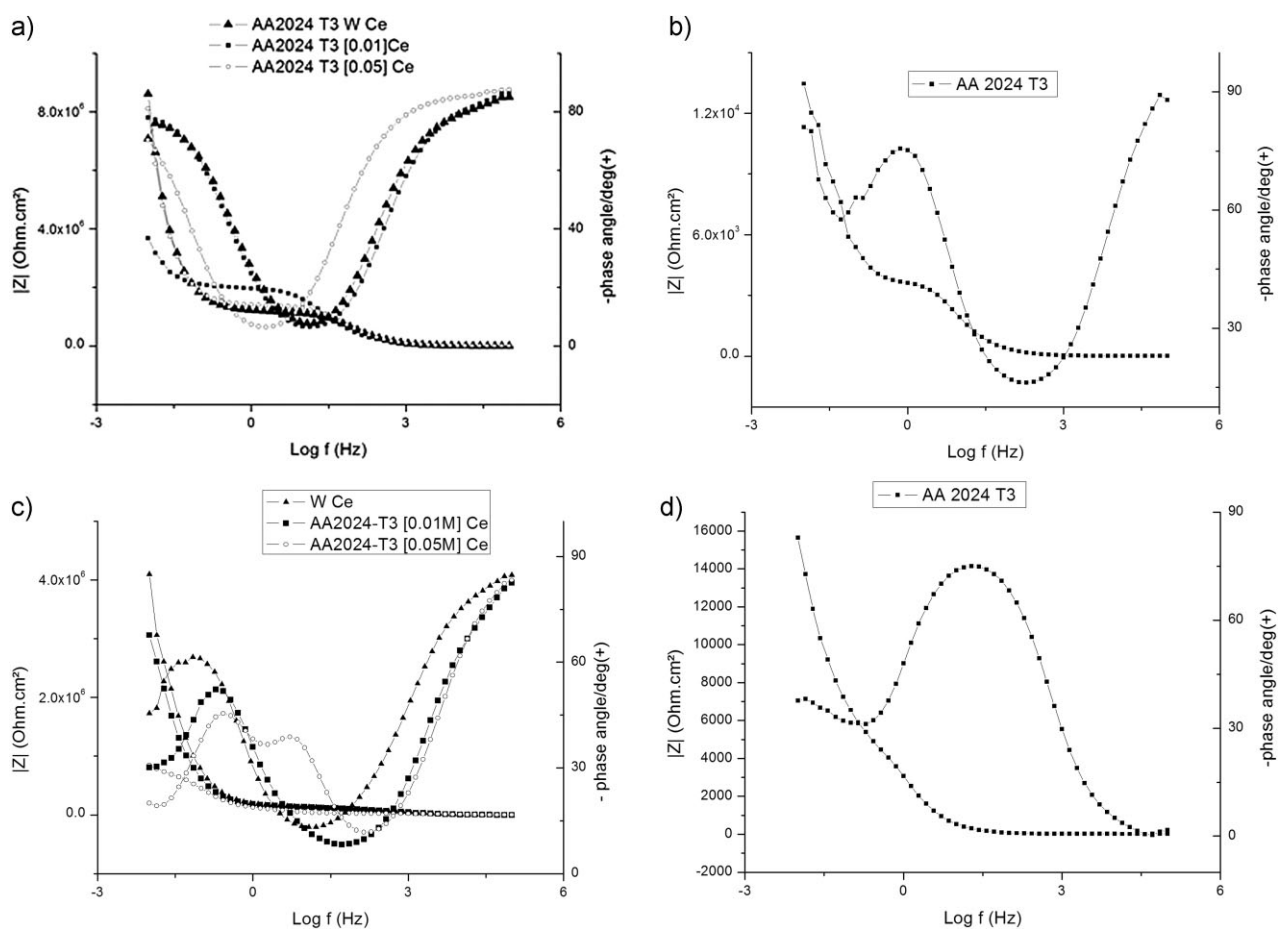 a)
AA2024 T3 W Ce
AA2024 T3 [0.01]Ce
AA2024 T3 [0.05] Ce
8.0x10⁶
4.0x10⁶
0.0
|Z| (Ohm.cm²)
80
40
0
-phase angle/deg(+)
-3
0
3
6
Log f (Hz)
b)
AA 2024 T3
1.2x10⁴
6.0x10³
0.0
|Z| (Ohm.cm²)
90
60
30
-phase angle/deg(+)
-3
0
3
6
Log f (Hz)
c)
W Ce
AA2024-T3 [0.01M] Ce
AA2024-T3 [0.05M] Ce
4.0x10⁶
2.0x10⁶
0.0
|Z| (Ohm.cm²)
90
60
30
0
- phase angle/deg(+)
-3
0
3
6
Log f (Hz)
d)
AA 2024 T3
16000
14000
12000
10000
8000
6000
4000
2000
0
-2000
|Z| (Ohm.cm²)
90
60
30
0
-phase angle/deg(+)
-3
0
3
6
Log f (Hz)